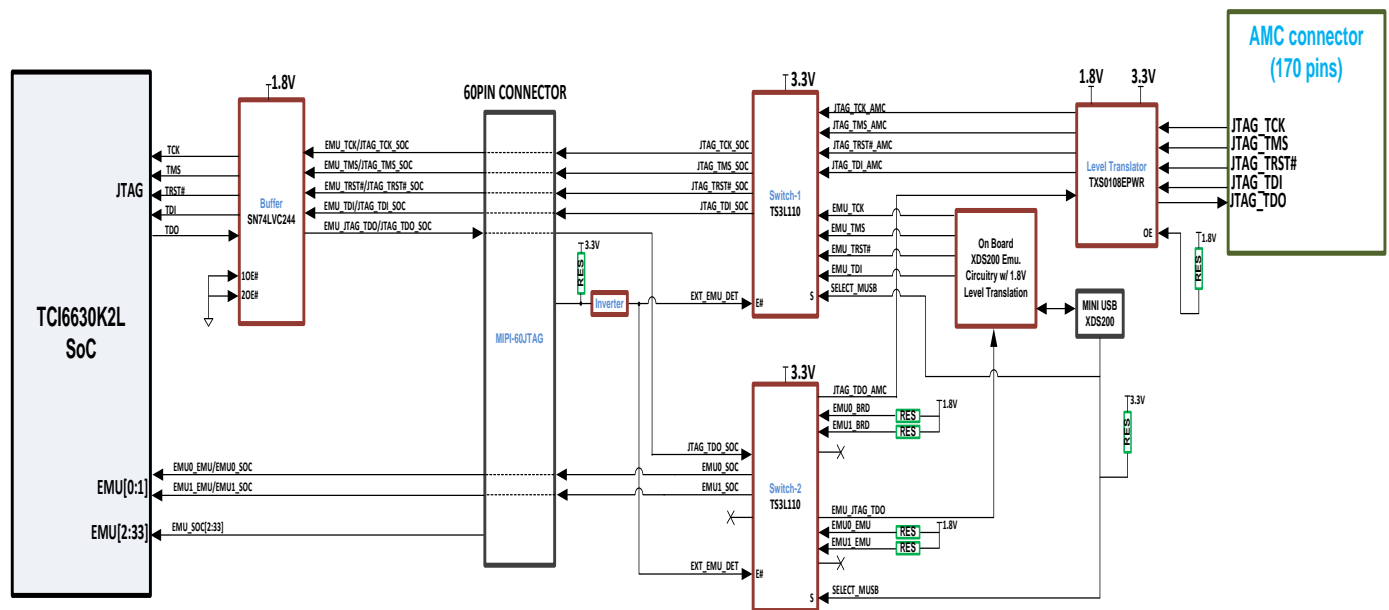 AMC connector
(170 pins)
JTAG_TCK
JTAG_TMS
JTAG_TRST#
JTAG_TDI
JTAG_TDO
1.8V
3.3V
Level Translator
TXS0108EPWR
OE
1.8V
RES
3.3V
JTAG_TCK_AMC
JTAG_TMS_AMC
JTAG_TRST#_AMC
JTAG_TDI_AMC
Switch-1
TS3L110
EMU_TCK
EMU_TMS
EMU_TRST#
EMU_TDI
SELECT_MUSB
S
E#
On Board
XDS200 Emu.
Circuitry w/ 1.8V
Level Translation
MINI USB
XDS200
3.3V
RES
60PIN CONNECTOR
MIPI-60JTAG
JTAG_TCK_SOC
JTAG_TMS_SOC
JTAG_TRST#_SOC
JTAG_TDI_SOC
3.3V
RES
Inverter
EXT_EMU_DET
1.8V
Buffer
SN74LVC244
1OE#
2OE#
EMU_TCK/JTAG_TCK_SOC
EMU_TMS/JTAG_TMS_SOC
EMU_TRST#/JTAG_TRST#_SOC
EMU_TDI/JTAG_TDI_SOC
EMU_JTAG_TDO/JTAG_TDO_SOC
TCK
TMS
TRST#
TDI
TDO
JTAG
TCI6630K2L
SoC
EMU[0:1]
EMU[2:33]
EMU0_EMU/EMU0_SOC
EMU1_EMU/EMU1_SOC
EMU_SOC[2:33]
3.3V
Switch-2
TS3L110
JTAG_TDO_SOC
EMU0_SOC
EMU1_SOC
EXT_EMU_DET
E#
S
JTAG_TDO_AMC
EMU0_BRD
EMU1_BRD
RES
RES
1.8V
EMU_JTAG_TDO
EMU0_EMU
EMU1_EMU
RES
RES
1.8V
SELECT_MUSB